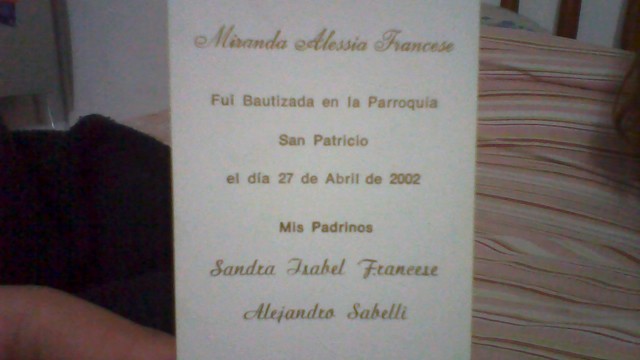 Miranda Alessia Francese
Fui Bautizada en la Parroquia
San Patricio
el día 27 de Abril de 2002
Mis Padrinos
Sandra Isabel Francese
Alejandro Sabelli